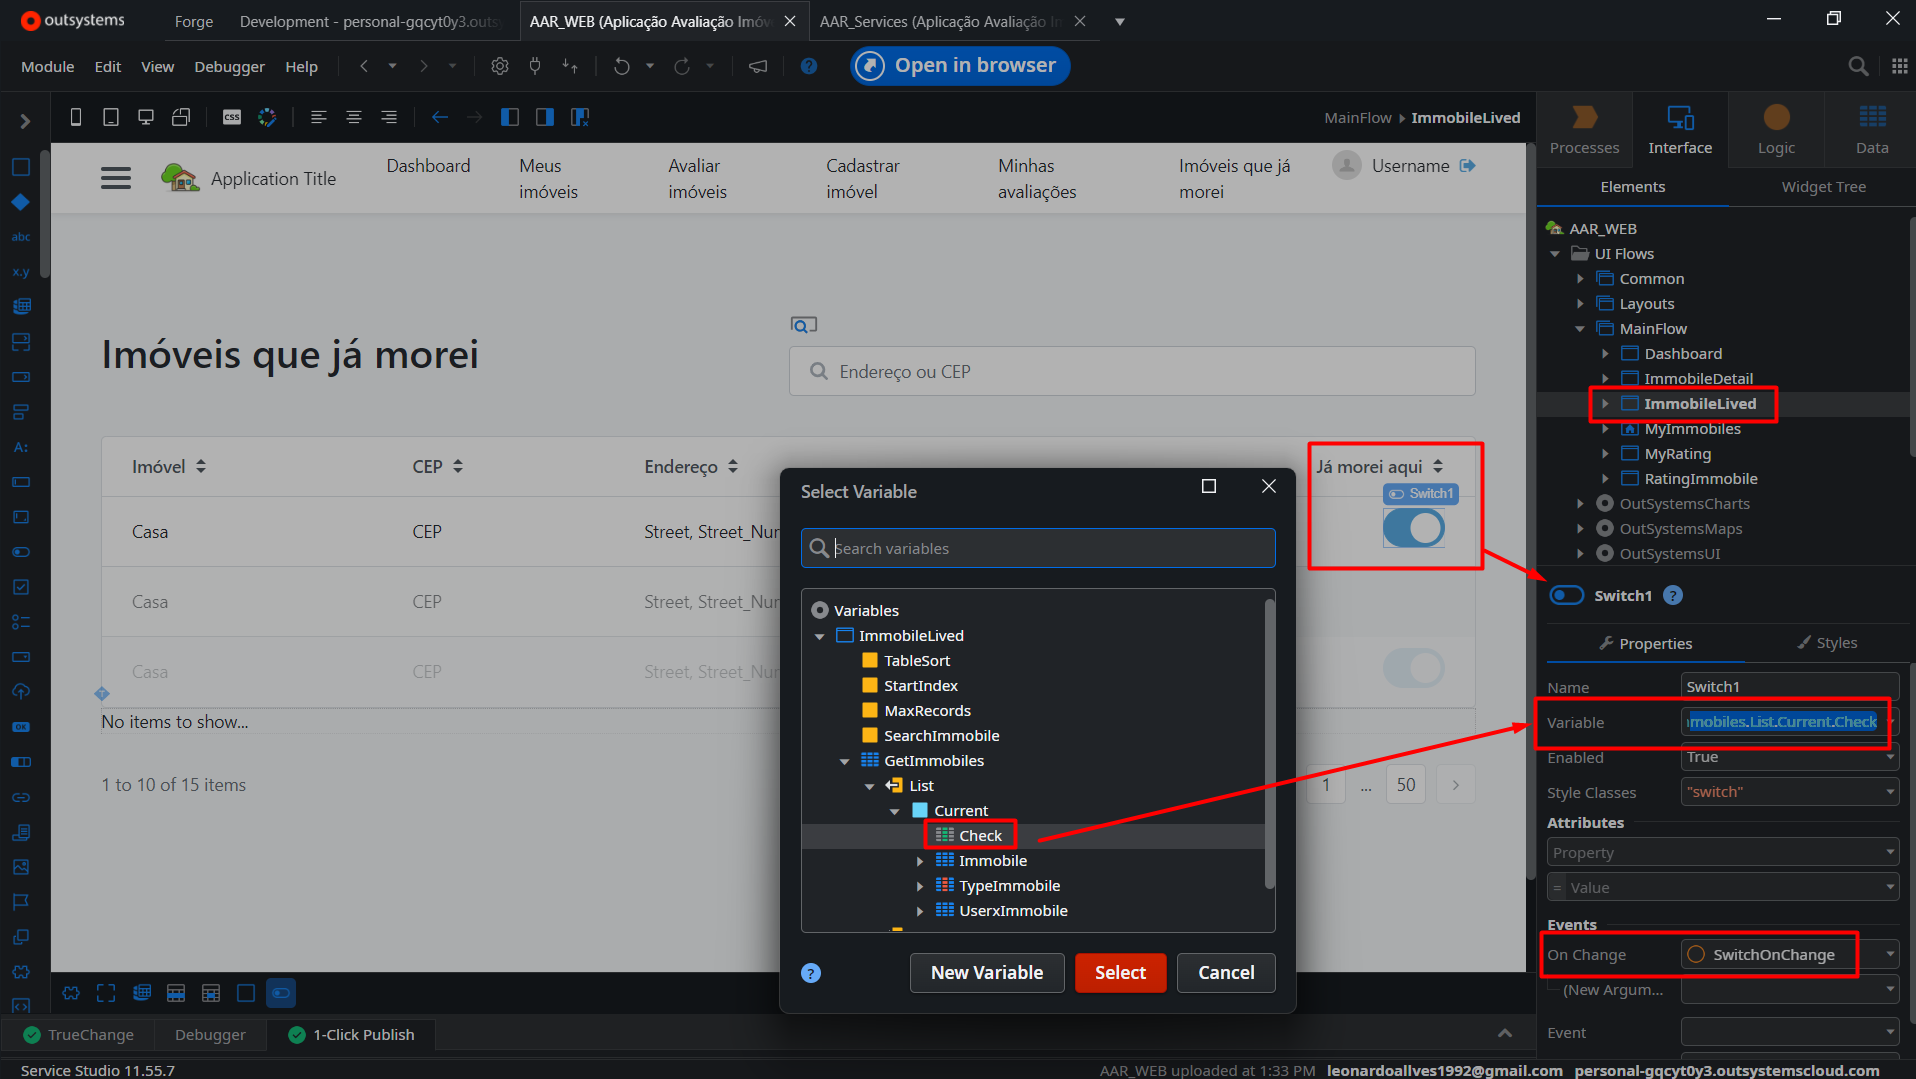 outsystems
Forge
Development - personal-gqcyt0y3.outs
AAR_WEB (Aplicação Avaliação Imóv
AAR_Services (Aplicação Avaliação I
Module
Edit
View
Debugger
Help
Open in browser
MainFlow
ImmobileLived
Processes
Interface
Logic
Data
Application Title
Dashboard
Meus
imóveis
Avaliar
imóveis
Cadastrar
imóvel
Minhas
avaliações
Imóveis que já
morei
Username
Elements
Widget Tree
AAR_WEB
UI Flows
Common
Layouts
MainFlow
Dashboard
ImmobileDetail
ImmobileLived
MyImmobiles
MyRating
RatingImmobile
OutSystemsCharts
OutSystemsMaps
OutSystemsUI
Imóveis que já morei
Endereço ou CEP
Imóvel
CEP
Endereço
Já morei aqui
Switch1
Casa
CEP
Street, Street_Nur
Casa
CEP
Street, Street_Nur
Casa
CEP
Street, Street_Nur
No items to show...
1 to 10 of 15 items
1
...
50
Select Variable
Search variables
Variables
ImmobileLived
TableSort
StartIndex
MaxRecords
SearchImmobile
GetImmobiles
List
Current
Check
Immobile
TypeImmobile
UserxImmobile
?
New Variable
Select
Cancel
Switch1
?
Properties
Styles
Name
Switch1
Variable
mobiles.List.Current.Check
Enabled
True
Style Classes
"switch"
Attributes
Property
= Value
Events
On Change
SwitchOnChange
(New Argum...
Event
abc
x.y
A:
OK
CSS
TrueChange
Debugger
1-Click Publish
Service Studio 11.55.7
AAR_WEB uploaded at 1:33 PM
leonardoallves1992@gmail.com
personal-gqcyt0y3.outsystemscloud.com